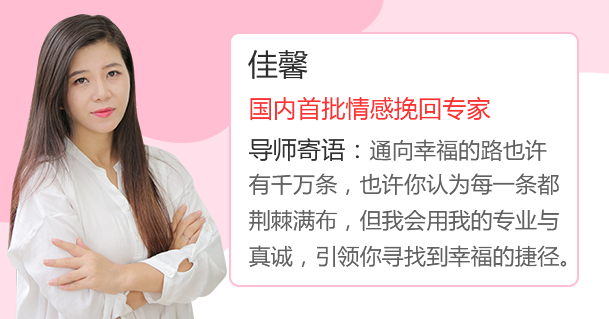 佳馨
国内首批情感挽回专家
导师寄语：通向幸福的路也许
有千万条，也许你认为每一条都
荆棘满布，但我会用我的专业与
真诚，引领你寻找到幸福的捷径。